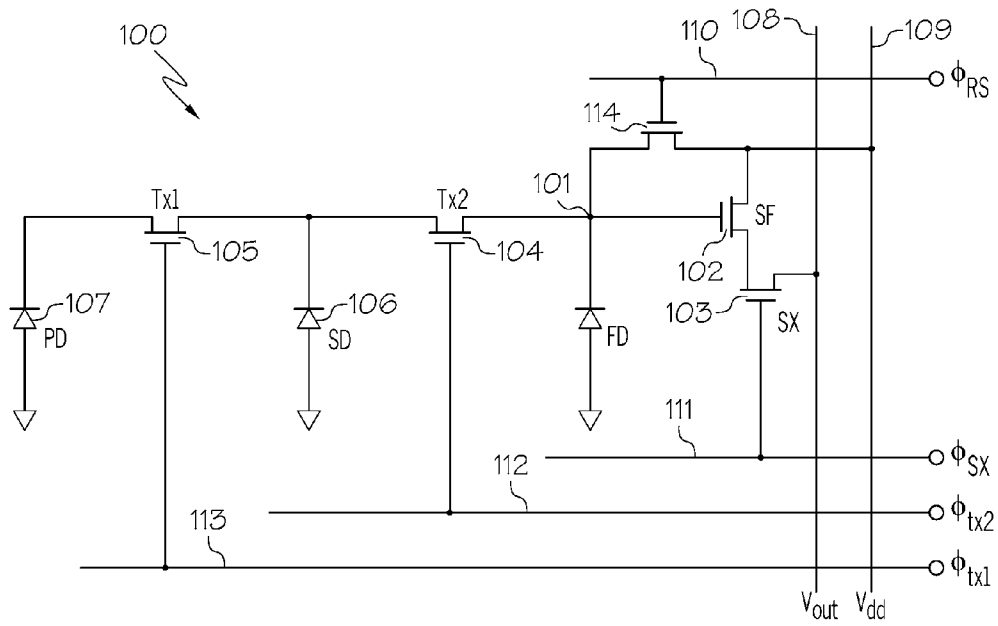 100
108
109
110
ϕRS
114
101
Tx1
Tx2
SF
105
104
102
107
106
103
PD
SD
FD
SX
111
ϕSX
112
ϕtx2
113
ϕtx1
Vout
Vdd